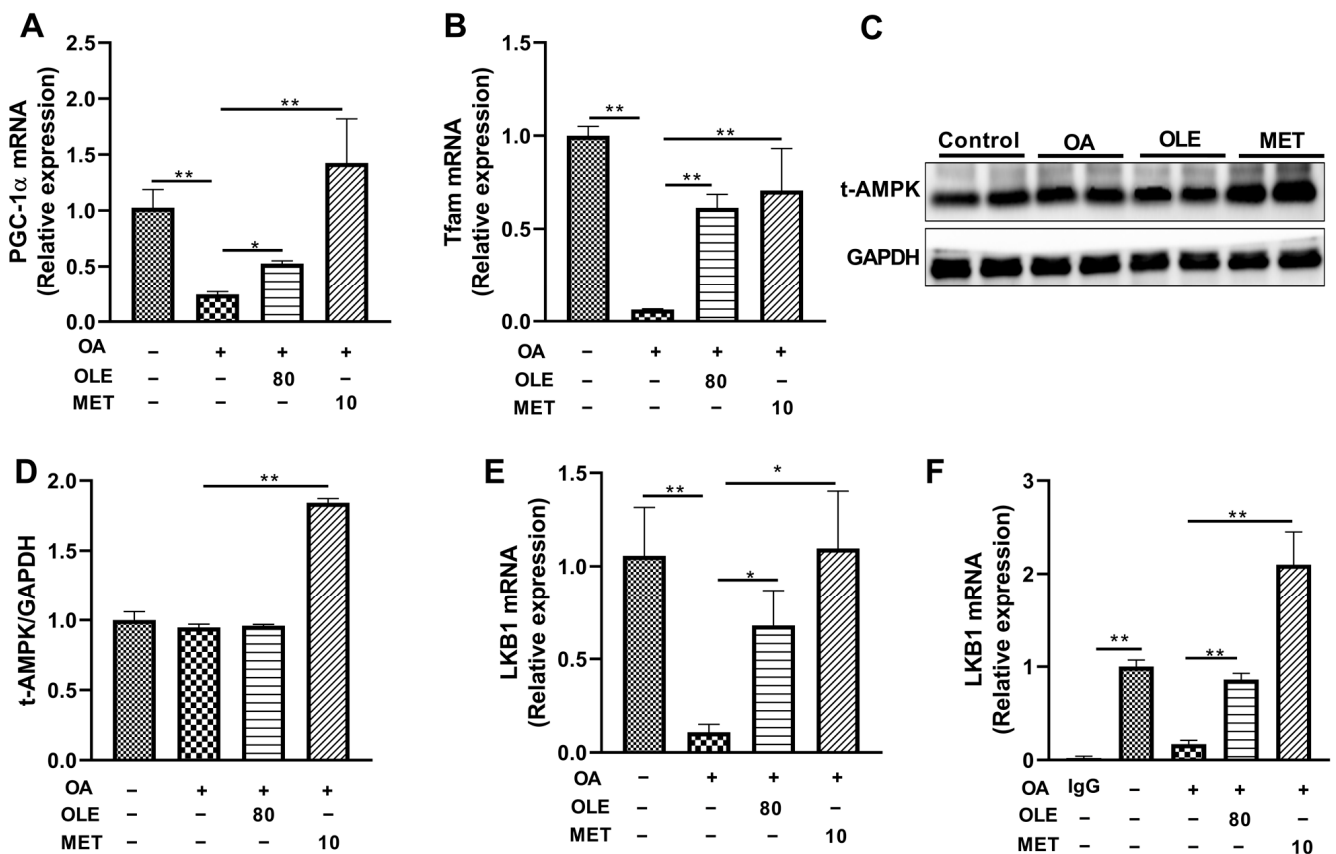 A
PGC-1α mRNA
(Relative expression)
2.5
2.0
1.5
1.0
0.5
0.0
**
**
*
OA – + + +
OLE – – 80 –
MET – – – 10
B
Tfam mRNA
(Relative expression)
1.5
1.0
0.5
0.0
**
**
**
OA – + + +
OLE – – 80 –
MET – – – 10
C
Control OA OLE MET
t-AMPK
GAPDH
D
t-AMPK/GAPDH
2.0
1.5
1.0
0.5
0.0
**
OA – + + +
OLE – – 80 –
MET – – – 10
E
LKB1 mRNA
(Relative expression)
1.5
1.0
0.5
0.0
**
*
*
OA – + + +
OLE – – 80 –
MET – – – 10
F
LKB1 mRNA
(Relative expression)
3
2
1
0
**
**
**
OA IgG – + + +
OLE – – – 80 –
MET – – – – 10